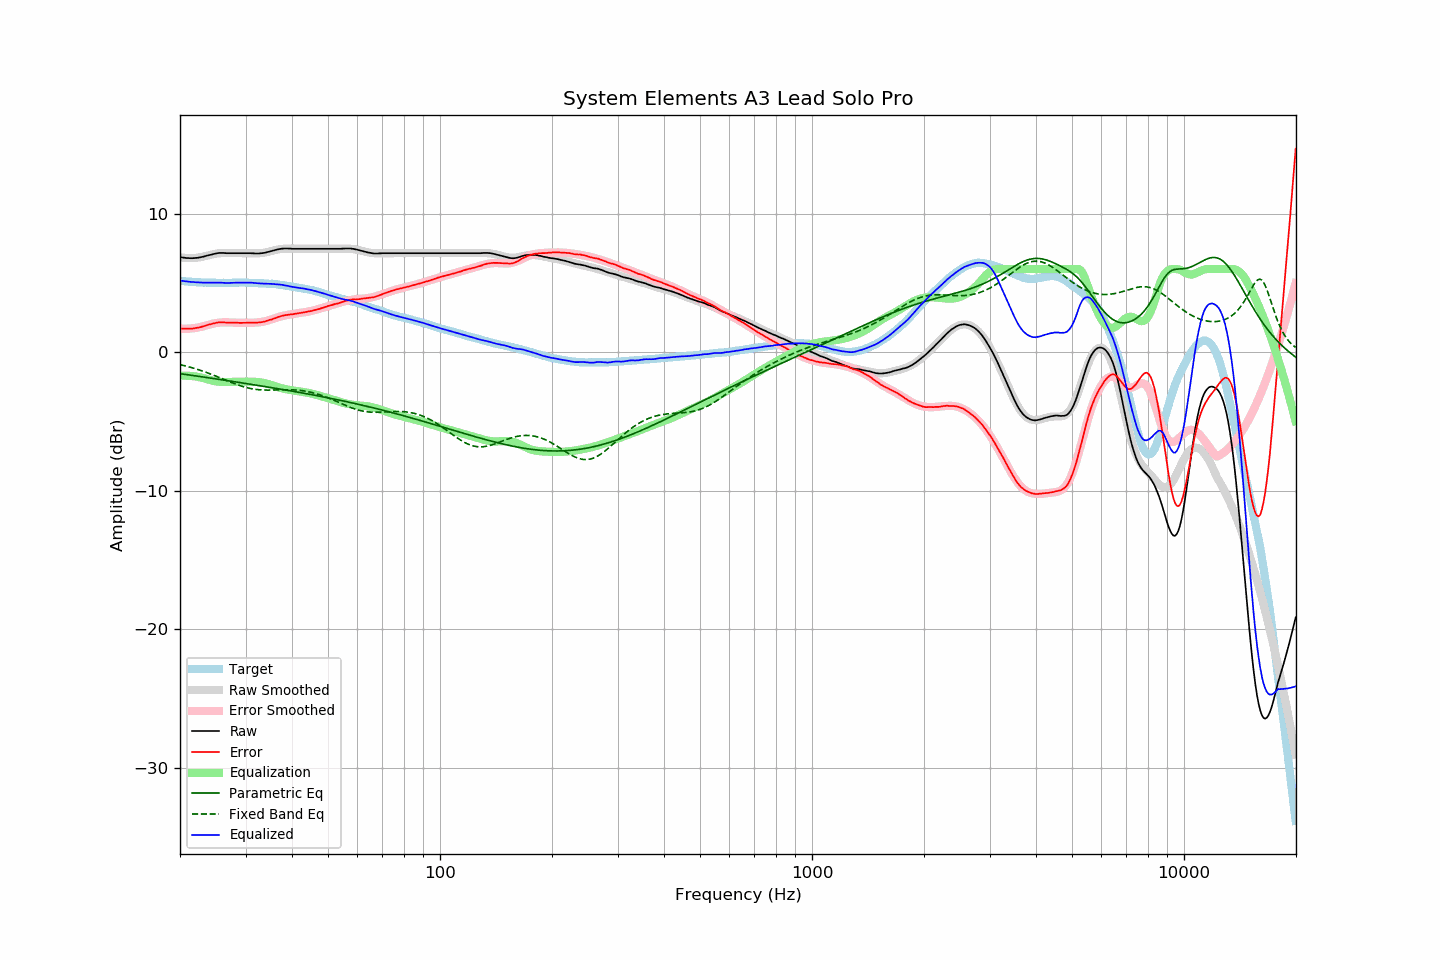 System Elements A3 Lead Solo Pro
10
0
−10
−20
−30
Amplitude (dBr)
Target
Raw Smoothed
Error Smoothed
Raw
Error
Equalization
Parametric Eq
Fixed Band Eq
Equalized
100
1000
10000
Frequency (Hz)